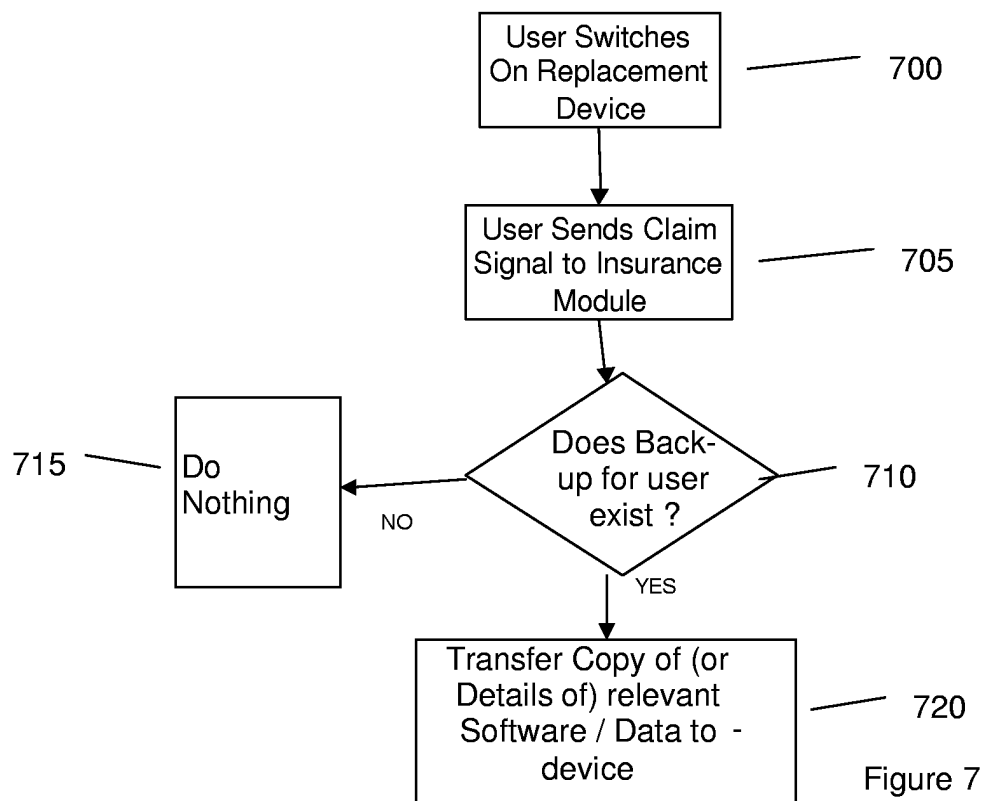 User Switches
On Replacement
Device
700
User Sends Claim
Signal to Insurance
Module
705
Does Back-
up for user
exist ?
710
715
Do
Nothing
NO
YES
Transfer Copy of (or
Details of) relevant
Software / Data to -
device
720
Figure 7